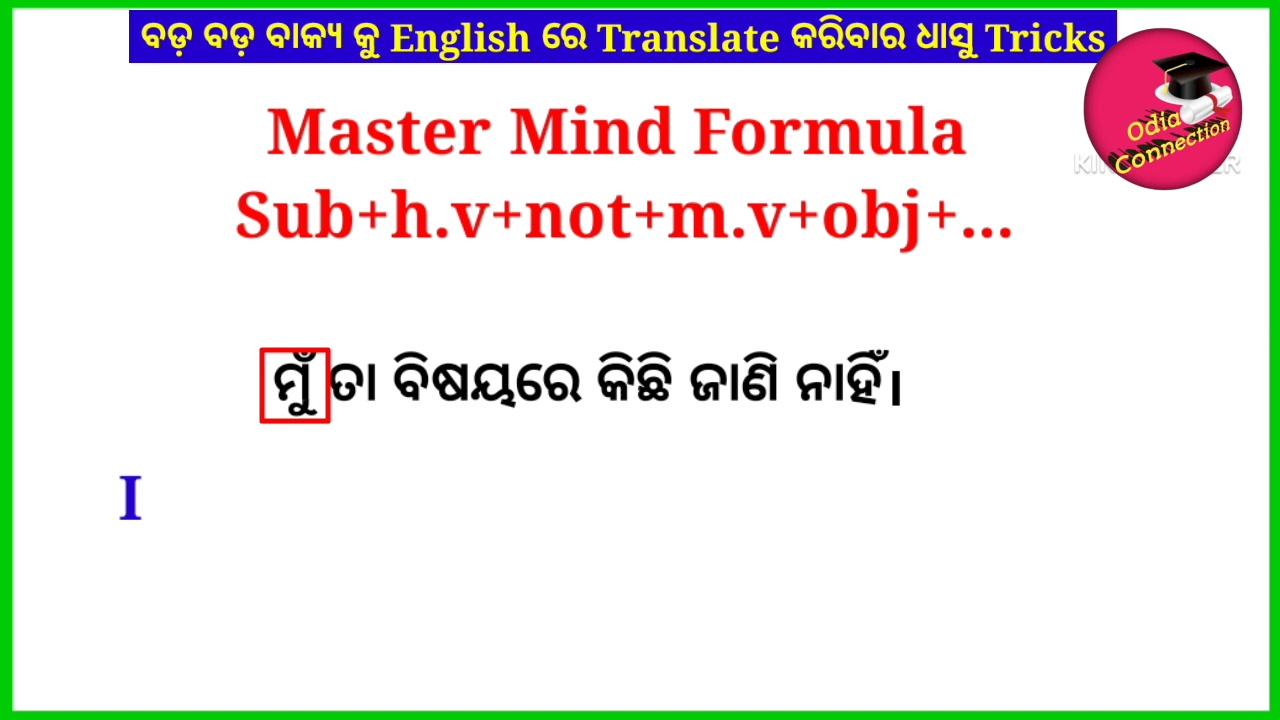 ବଡ଼ ବଡ଼ ବାକ୍ୟ କୁ English ରେ Translate କରିବାର ଧାସୁ Tricks
Odia
Connection
Master Mind Formula
Sub+h.v+not+m.v+obj+...
ମୁଁ ତା ବିଷୟରେ କିଛି ଜାଣି ନାହିଁ।
I